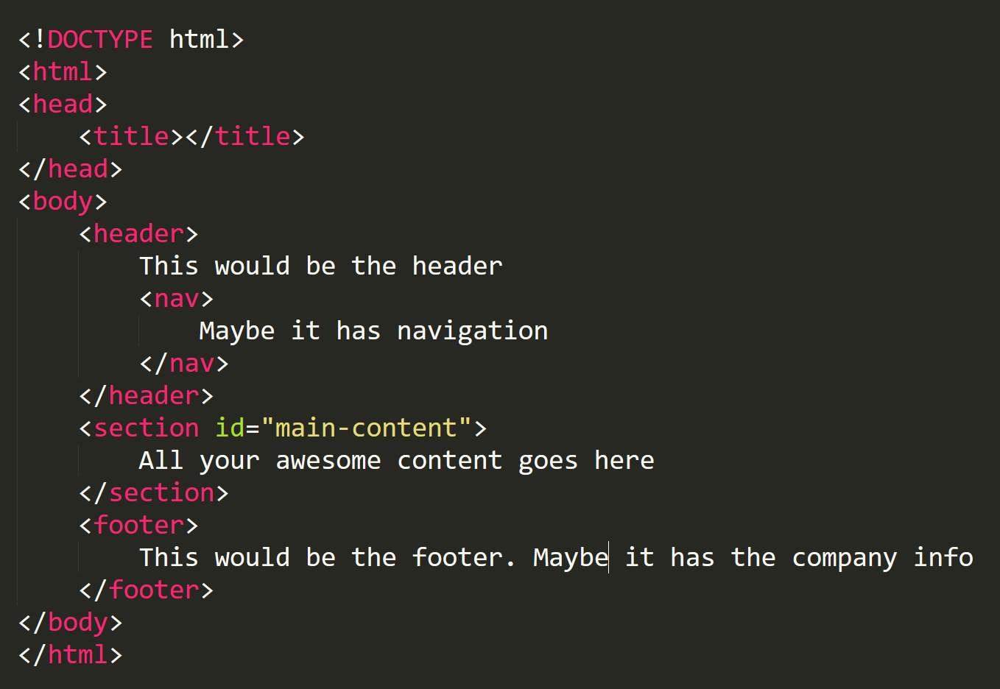 <!DOCTYPE html>
<html>
<head>
    <title></title>
</head>
<body>
    <header>
        This would be the header
        <nav>
            Maybe it has navigation
        </nav>
    </header>
    <section id="main-content">
        All your awesome content goes here
    </section>
    <footer>
        This would be the footer. Maybe it has the company info
    </footer>
</body>
</html>